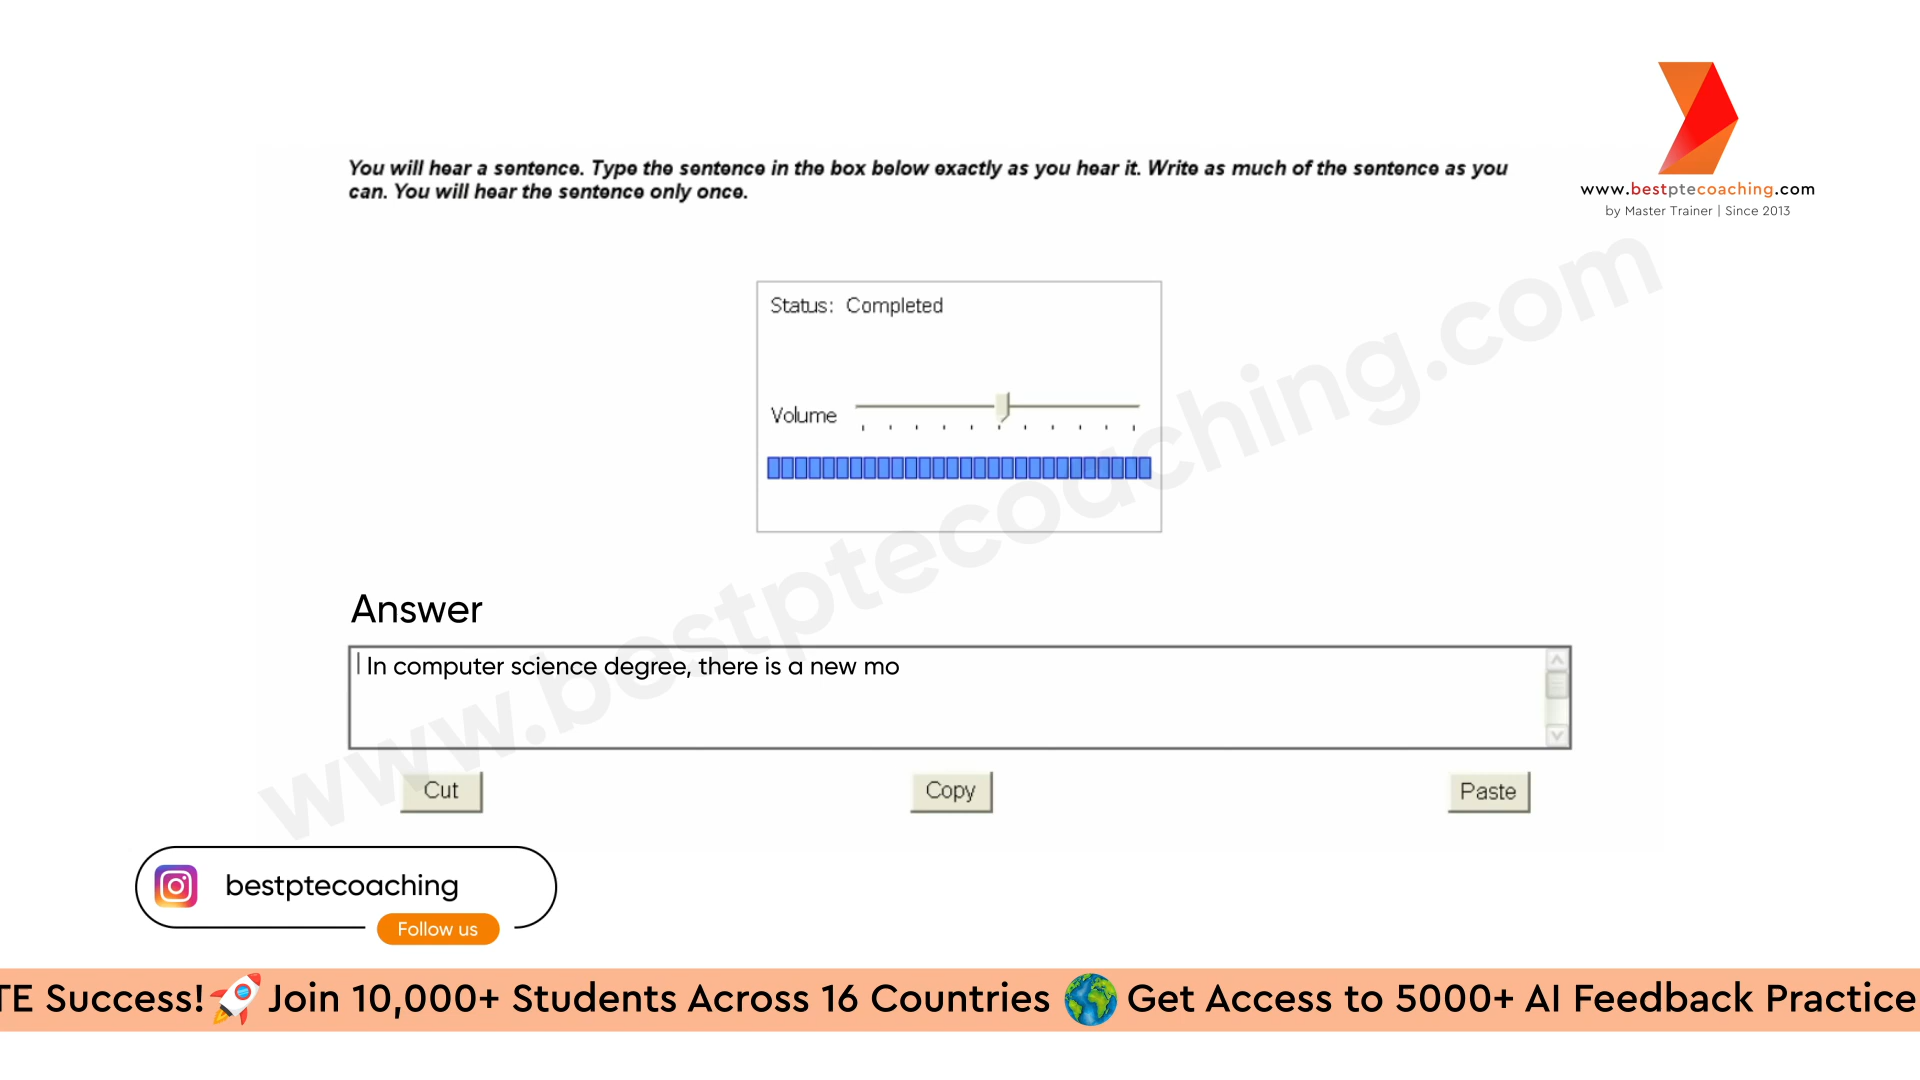 www.bestptecoaching.com
by Master Trainer | Since 2013
You will hear a sentence. Type the sentence in the box below exactly as you hear it. Write as much of the sentence as you
can. You will hear the sentence only once.
Status: Completed
Volume
www.bestptecoaching.com
Answer
In computer science degree, there is a new mo
Cut
Copy
Paste
bestptecoaching
Follow us
TE Success!🚀Join 10,000+ Students Across 16 Countries 🌍 Get Access to 5000+ AI Feedback Practice